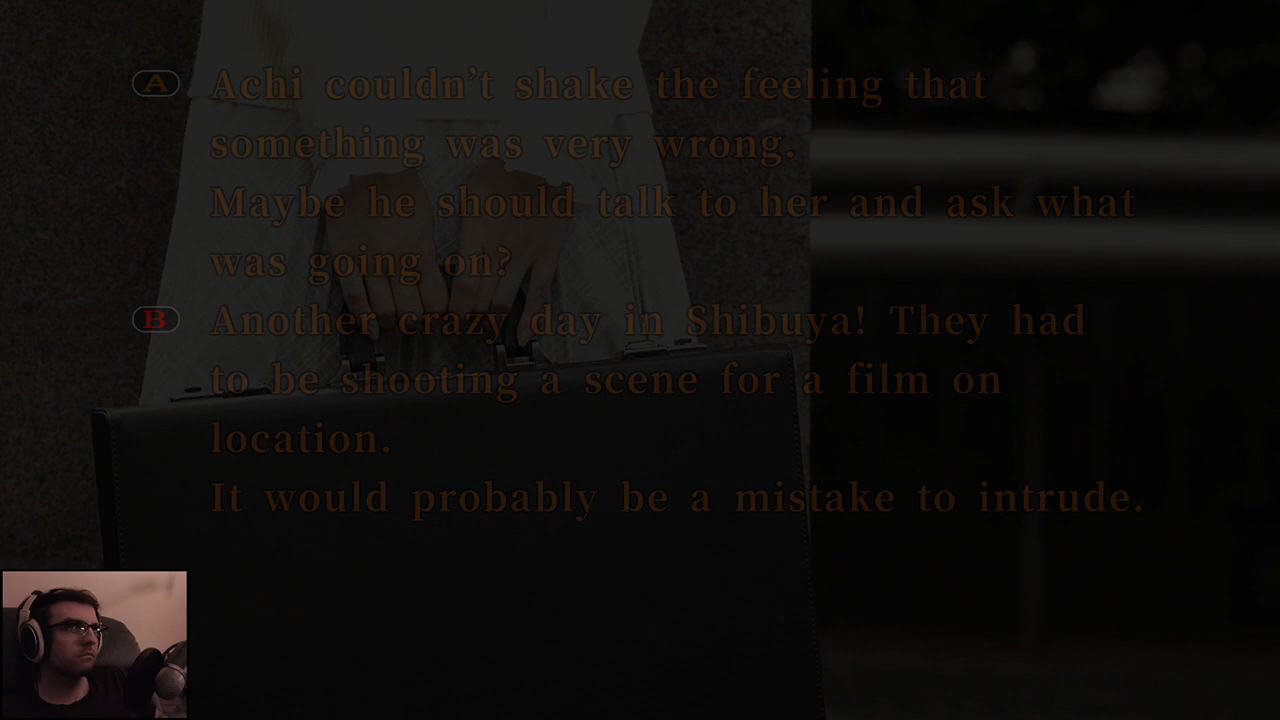 A Achi couldn't shake the feeling that
something was very wrong.
Maybe he should talk to her and ask what
was going on?
B Another crazy day in Shibuya! They had
to be shooting a scene for a film on
location.
It would probably be a mistake to intrude.